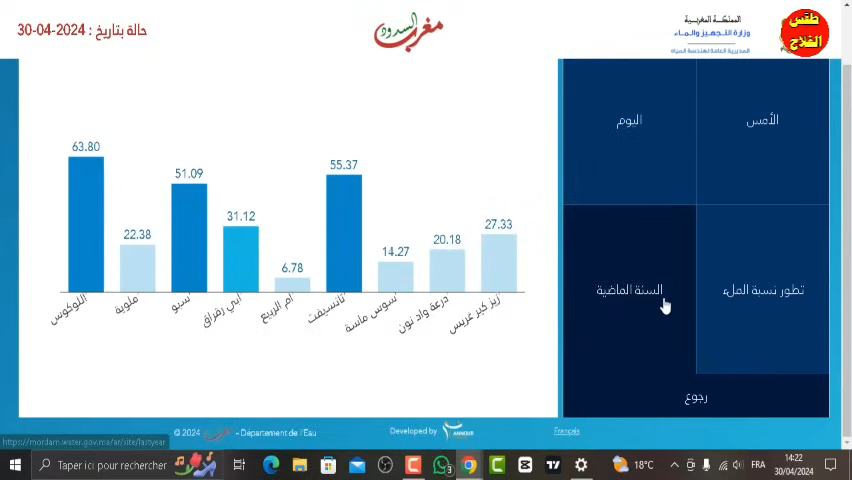 حالة بتاريخ : 30-04-2024
مغرب السدود
المملكة المغربية
وزارة التجهيز والماء
المديرية العامة لهندسة المياه
طقس
الفلاح
63.80
22.38
51.09
31.12
6.78
55.37
14.27
20.18
27.33
اللوكوس
ملوية
سبو
ابي رقراق
ام الربيع
تانسيفت
سوس ماسة
درعة واد نون
زيز كير غريس
اليوم
الأمس
السنة الماضية
تطور نسبة الملء
رجوع
© 2024
- Département de l'Eau
Developed by
ANNOUR
Français
https://mordam.water.gov.ma/ar/site/lastyear
Taper ici pour rechercher
3
18°C
FRA
14:22
30/04/2024